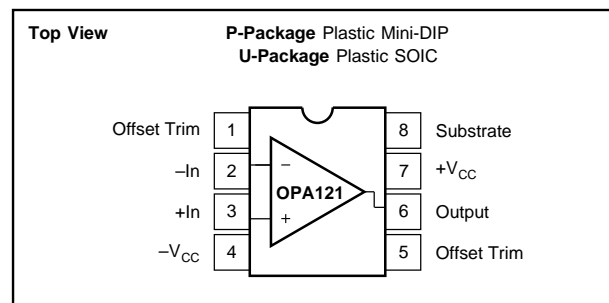 Top View
P-Package Plastic Mini-DIP
U-Package Plastic SOIC
Offset Trim 1 8 Substrate
–In 2 – 7 +VCC
OPA121
+In 3 + 6 Output
–VCC 4 5 Offset Trim